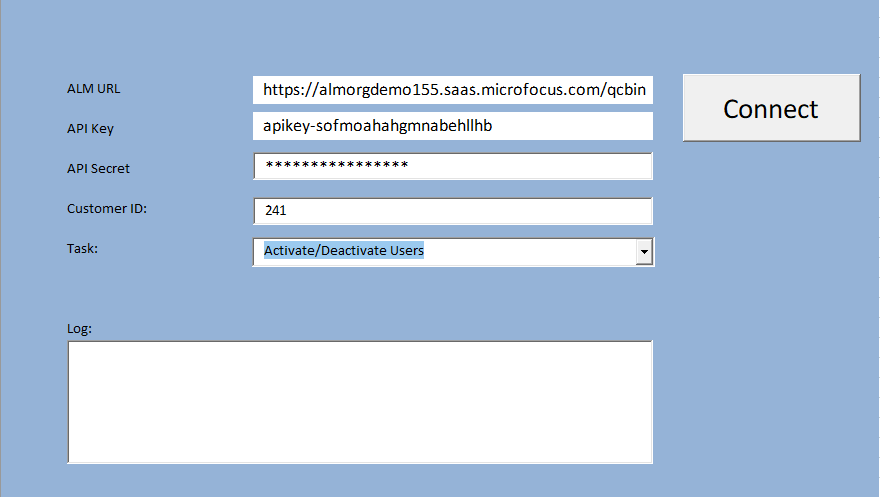 ALM URL https://almorgdemo155.saas.microfocus.com/qcbin
Connect
API Key apikey-sofmoahahgmnabehllhb
API Secret ****************
Customer ID: 241
Task: Activate/Deactivate Users
Log: